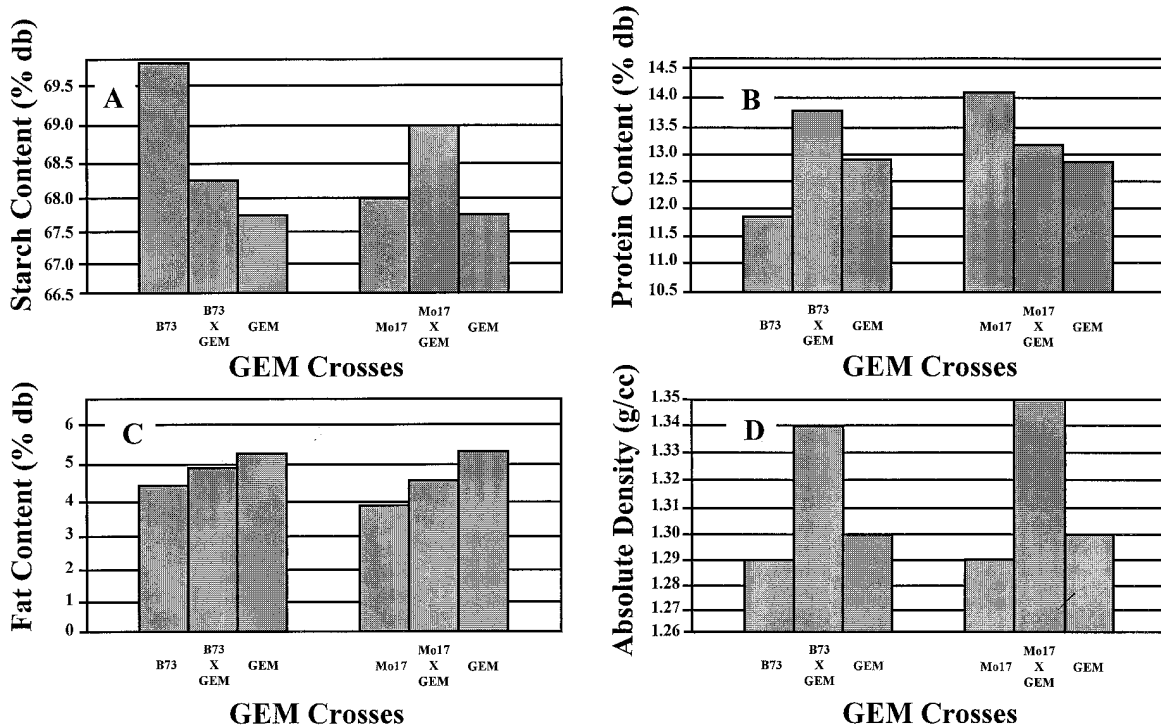 Starch Content (% db)
A
69.5
69.0
68.5
68.0
67.5
67.0
66.5
B73
B73
X
GEM
GEM
Mo17
Mo17
X
GEM
GEM
GEM Crosses
Protein Content (% db)
B
14.5
14.0
13.5
13.0
12.5
12.0
11.5
11.0
10.5
B73
B73
X
GEM
GEM
Mo17
Mo17
X
GEM
GEM
GEM Crosses
Fat Content (% db)
C
6
5
4
3
2
1
0
B73
B73
X
GEM
GEM
Mo17
Mo17
X
GEM
GEM
GEM Crosses
Absolute Density (g/cc)
D
1.35
1.34
1.33
1.32
1.31
1.30
1.29
1.28
1.27
1.26
B73
B73
X
GEM
GEM
Mo17
Mo17
X
GEM
GEM
GEM Crosses